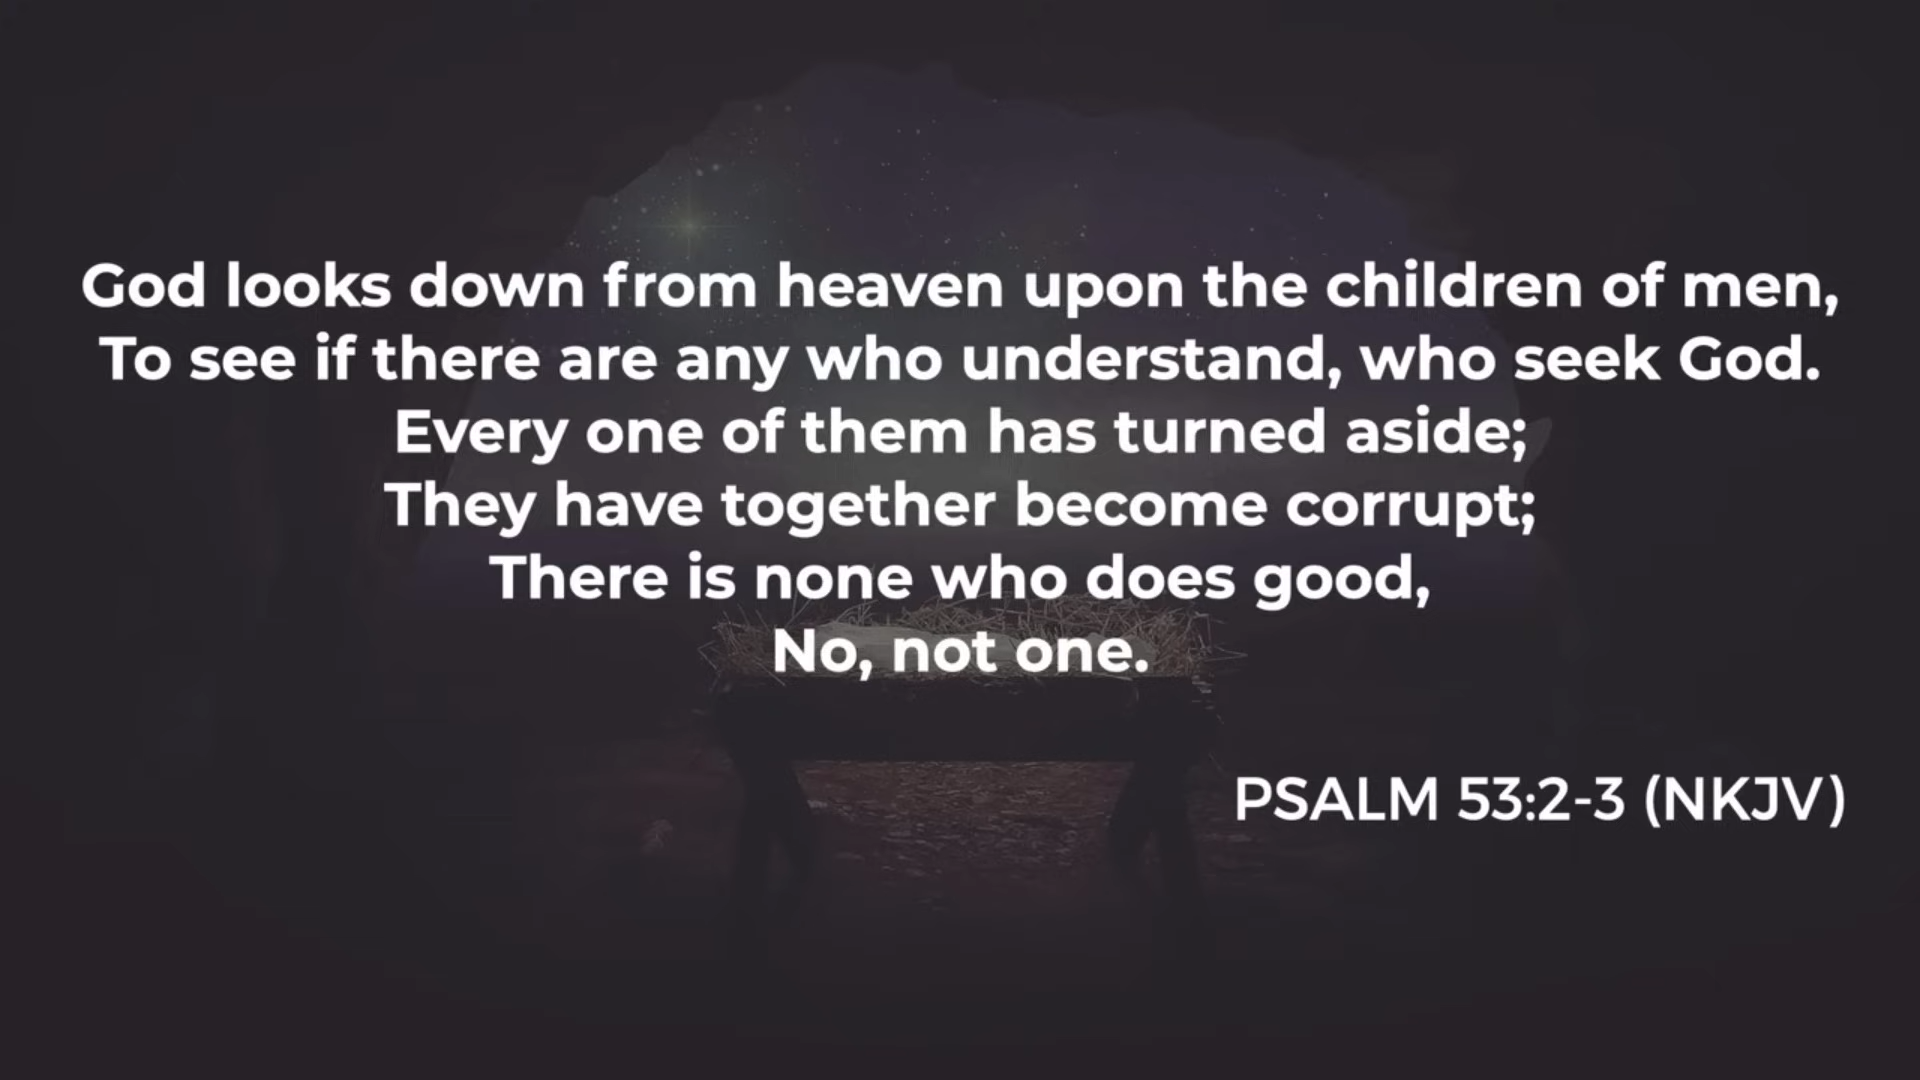 God looks down from heaven upon the children of men,
To see if there are any who understand, who seek God.
Every one of them has turned aside;
They have together become corrupt;
There is none who does good,
No, not one.
PSALM 53:2-3 (NKJV)